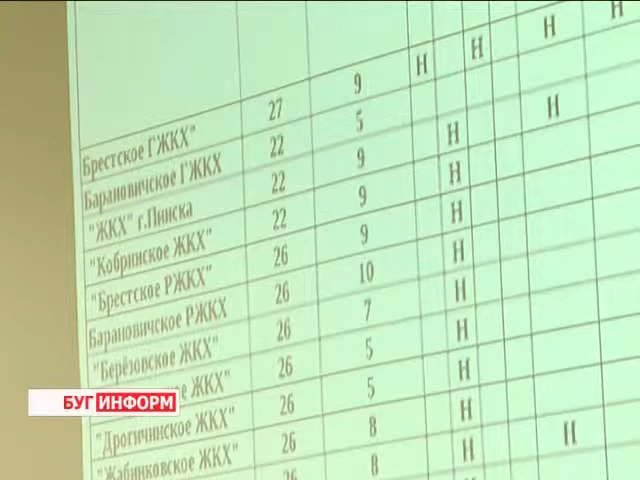 Брестское ГЖКХ" 27 9 Н Н Н Н
Барановичское ГЖКХ 22 5
"ЖКХ" г.Пинска 22 9 Н Н
"Кобринское ЖКХ" 22 9 Н
"Брестское РЖКХ" 26 9 Н
Барановичское РЖКХ 26 10 Н
"Берёзовское ЖКХ" 26 7 Н
ЖКХ" 26 5 Н
"Дрогичинское ЖКХ" 26 5 Н
"Жабинковское ЖКХ" 26 8 Н
26 8 Н Н
БУГ ИНФОРМ